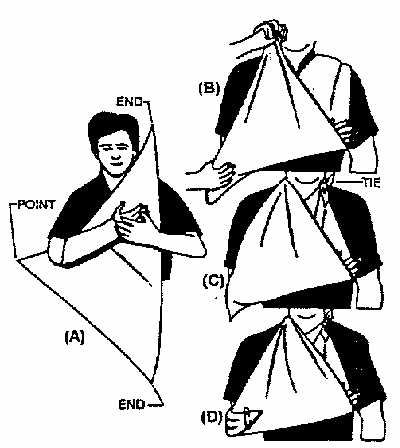 END
POINT
(A)
END
(B)
TIE
(C)
(D)